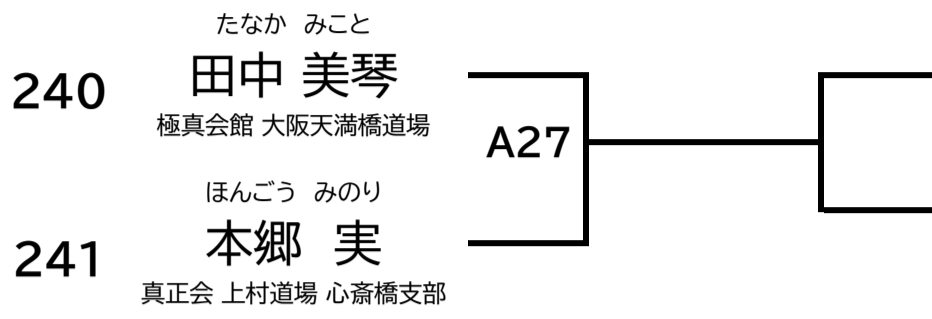 たなか みこと
240 田中 美琴
極真会館 大阪天満橋道場
A27
ほんごう みのり
241 本郷 実
真正会 上村道場 心斎橋支部